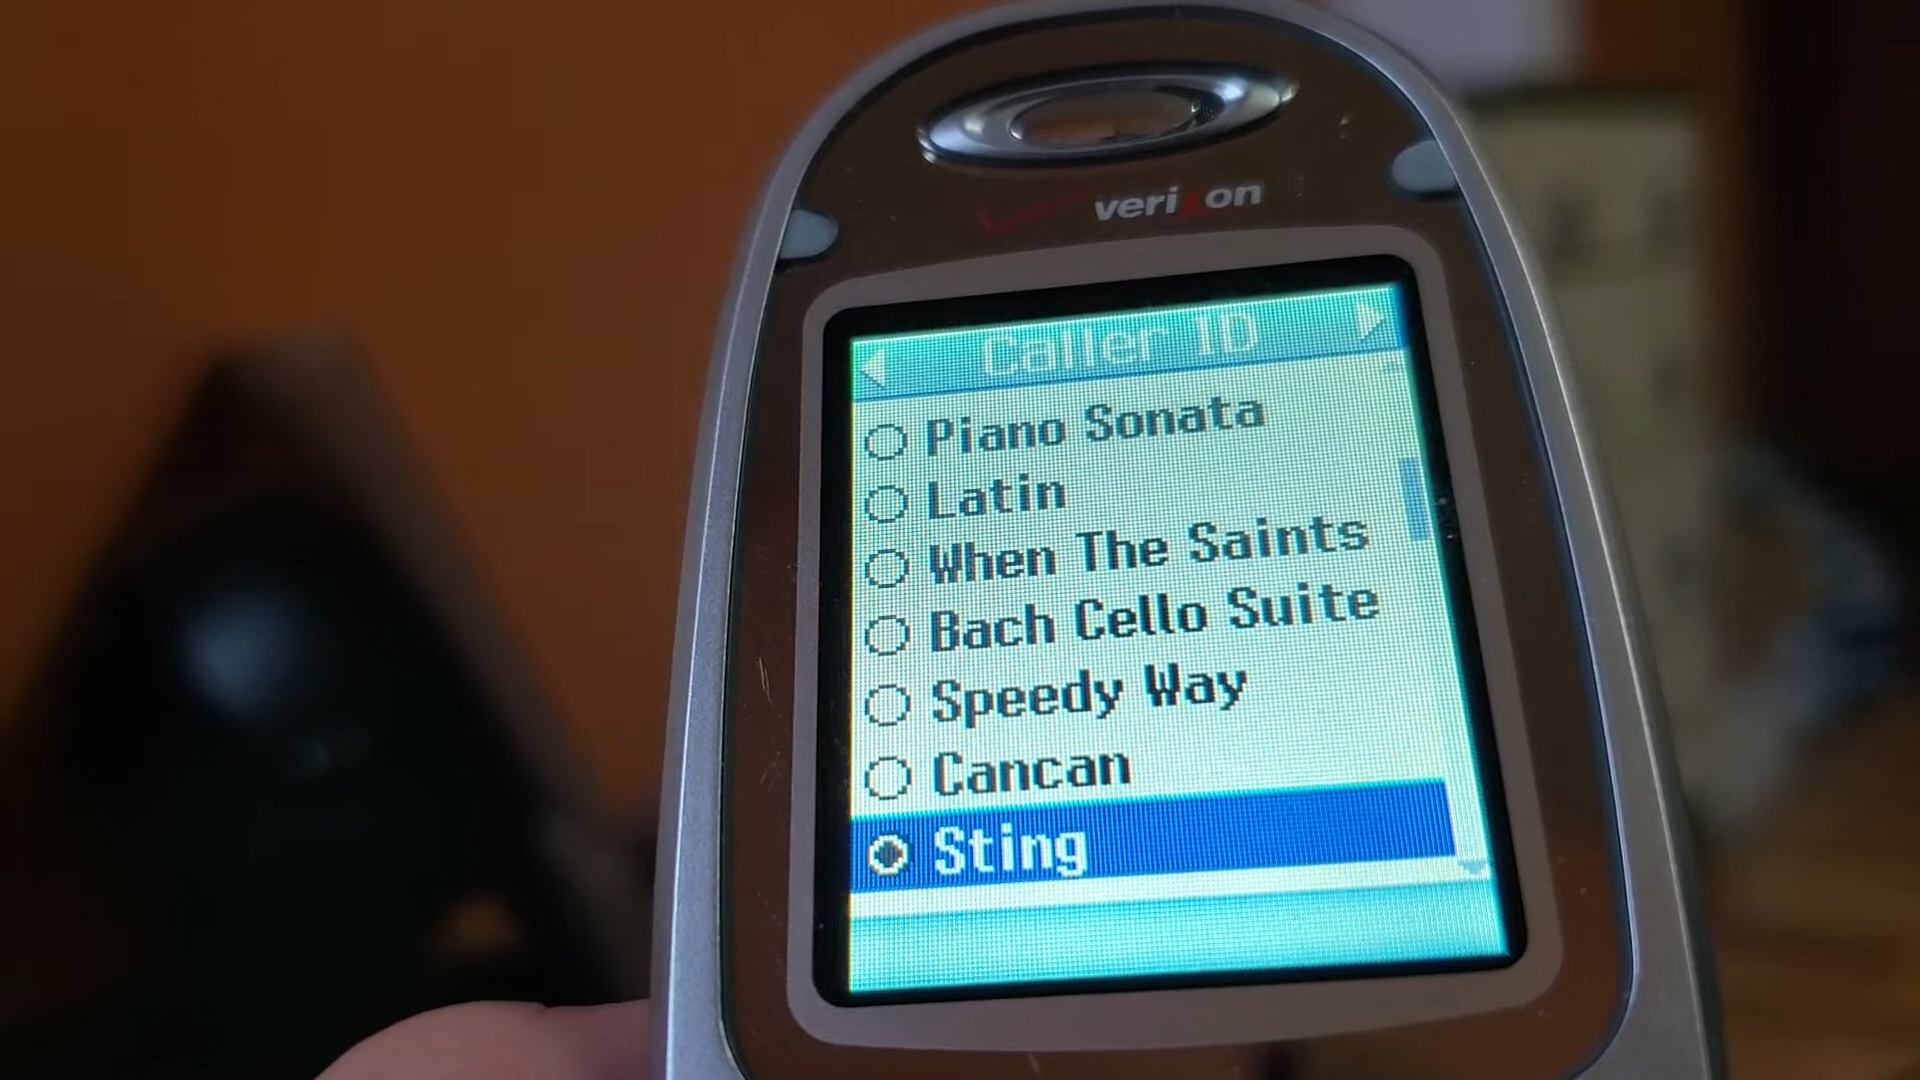 verizon
Caller ID
Piano Sonata
Latin
When The Saints
Bach Cello Suite
Speedy Way
Cancan
Sting